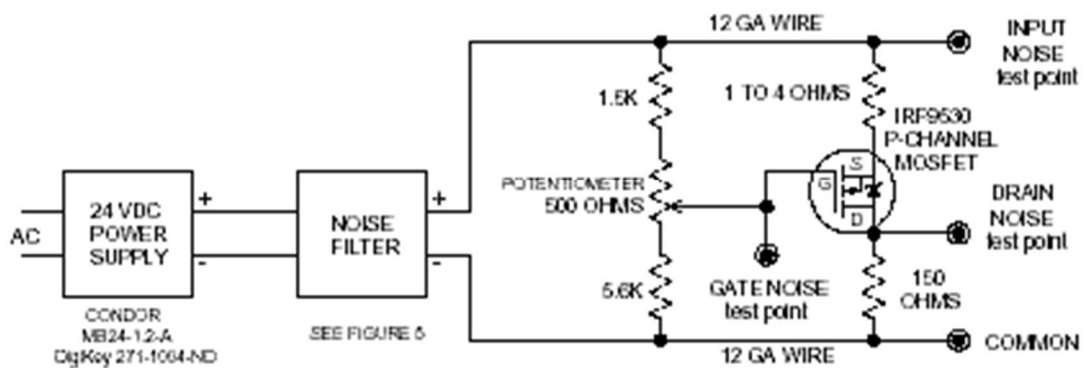 12 GA WIRE
INPUT
NOISE
test point
1.5K
1 TO 4 OHMS
IRF9530
P-CHANNEL
MOSFET
S
G
D
POTENTIOMETER
500 OHMS
DRAIN
NOISE
test point
AC
24 VDC
POWER
SUPPLY
+
-
NOISE
FILTER
+
-
5.6K
GATE NOISE
test point
150
OHMS
CONDOR
MB24-1.2-A
DigiKey 271-1064-ND
SEE FIGURE 5
12 GA WIRE
COMMON